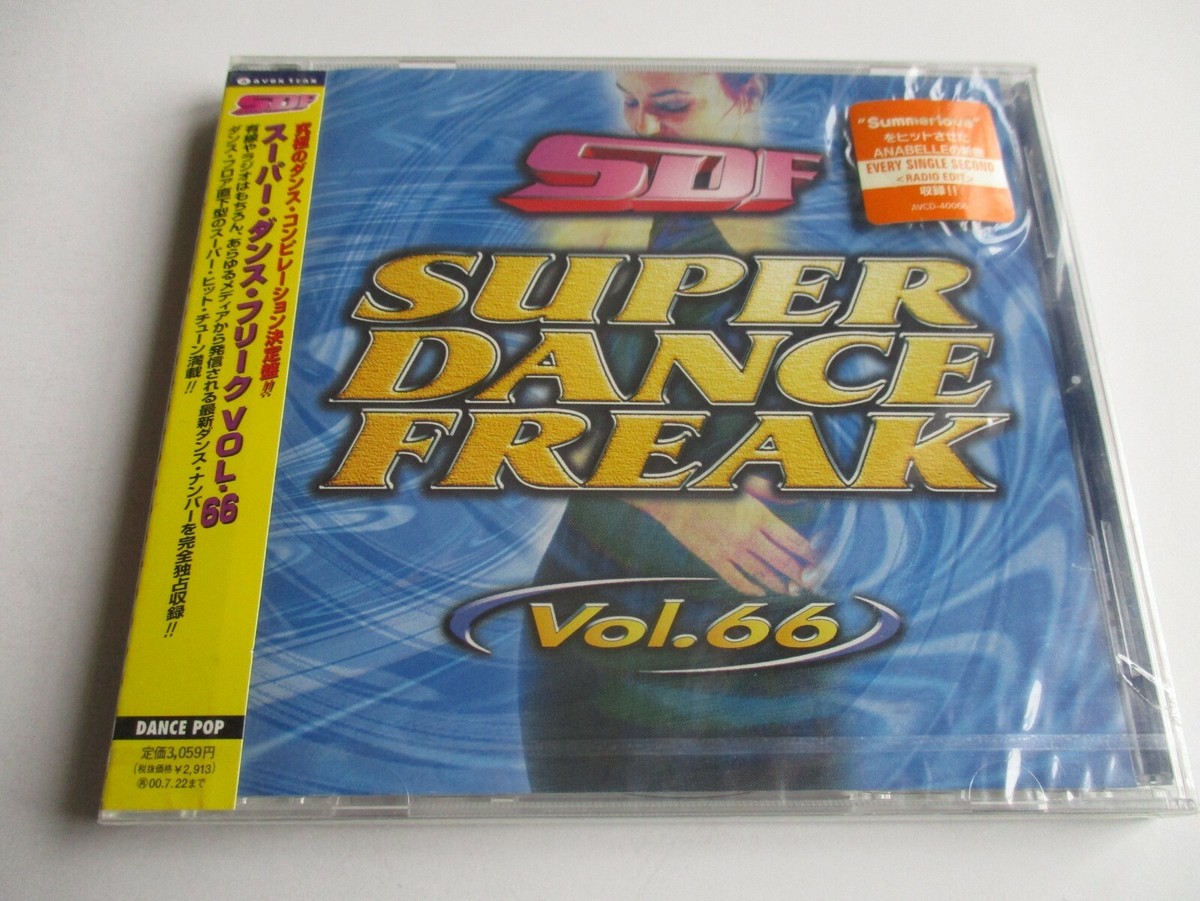 avex trax
SDF
究極のダンス・コンピレーション決定盤!!
スーパー・ダンス・フリーク VOL.66
有線やラジオはもちろん、あらゆるメディアから発信される最新ダンス・ナンバーを完全独占収録!!
ダンス・フロア直下型のスーパー・ヒット・チューン満載!!
DANCE POP
定価3,059円
(税抜価格¥2,913)
再00.7.22まで
SDF
SUPER
DANCE
FREAK
Vol.66
"Summerlove"
をヒットさせた
ANABELLEの
EVERY SINGLE SECOND
<RADIO EDIT>
収録!!
AVCD-40066